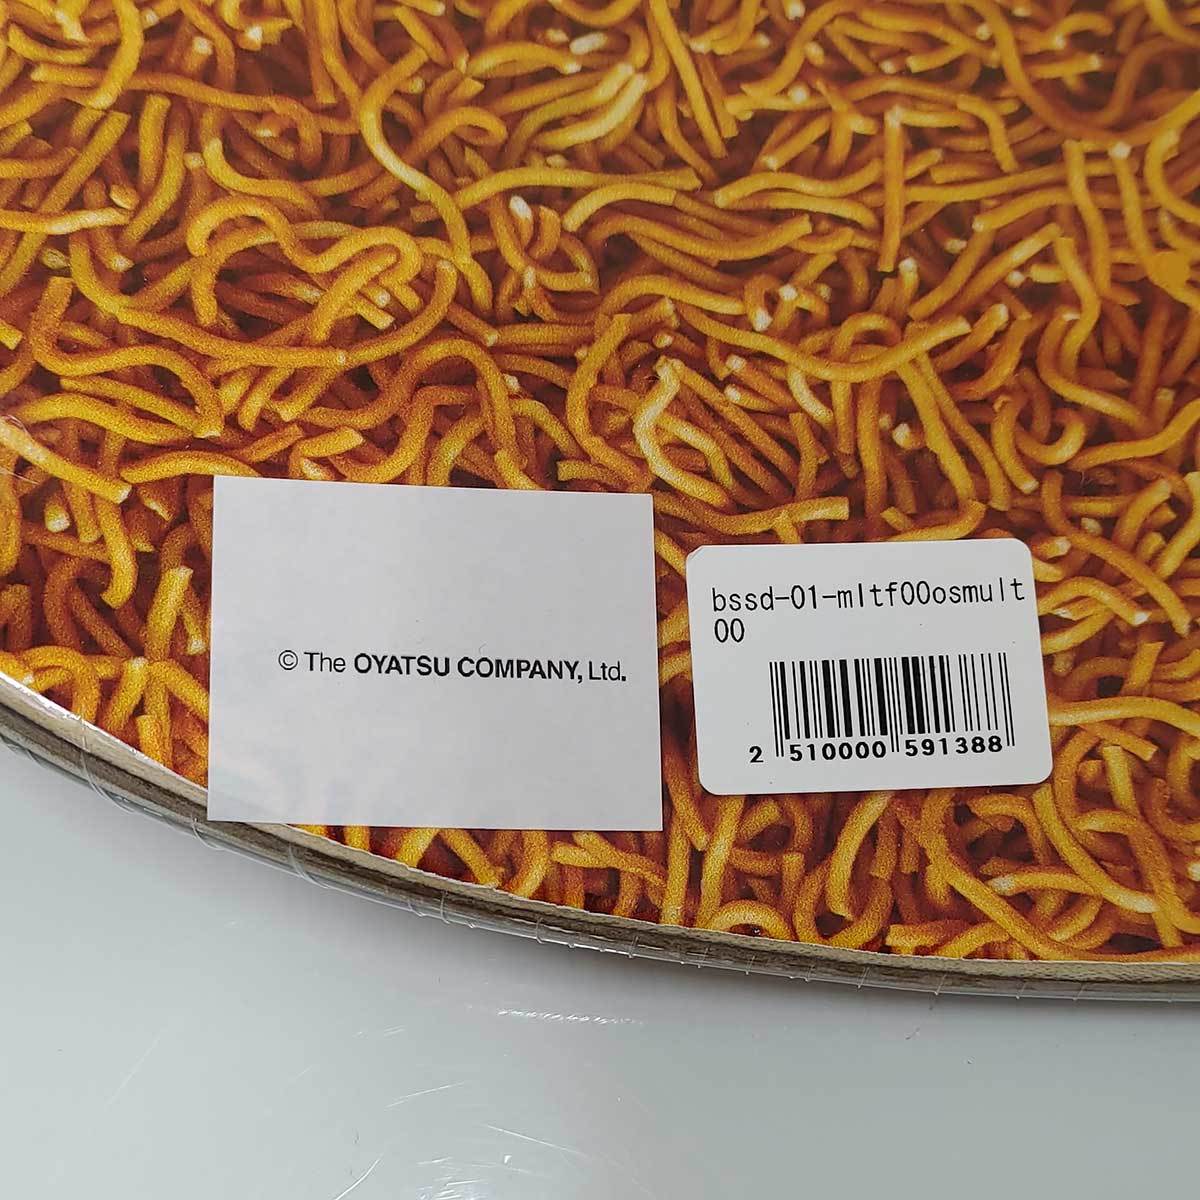 © The OYATSU COMPANY, Ltd.
bssd-01-mltf00osmult
00
2 510000 591388